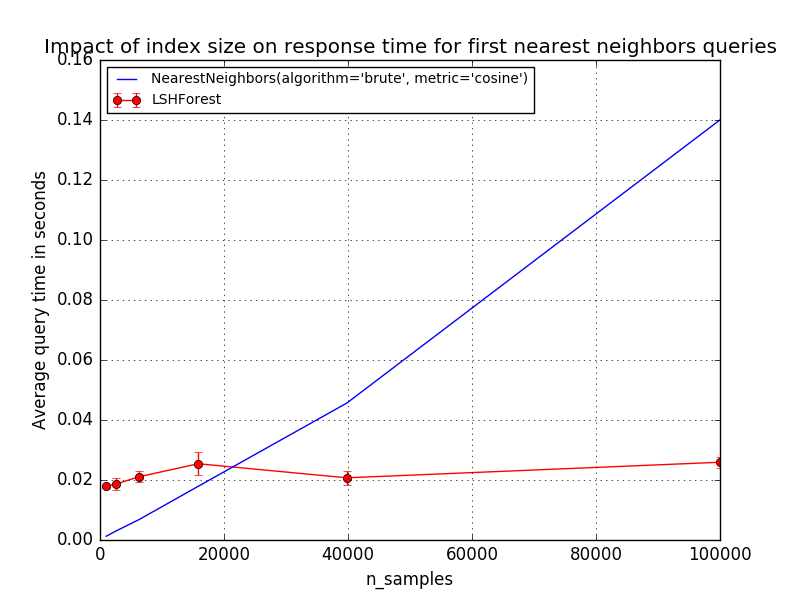 Impact of index size on response time for first nearest neighbors queries
0.16
NearestNeighbors(algorithm='brute', metric='cosine')
LSHForest
0.14
0.12
0.10
0.08
0.06
0.04
0.02
0.00
Average query time in seconds
0 20000 40000 60000 80000 100000
n_samples